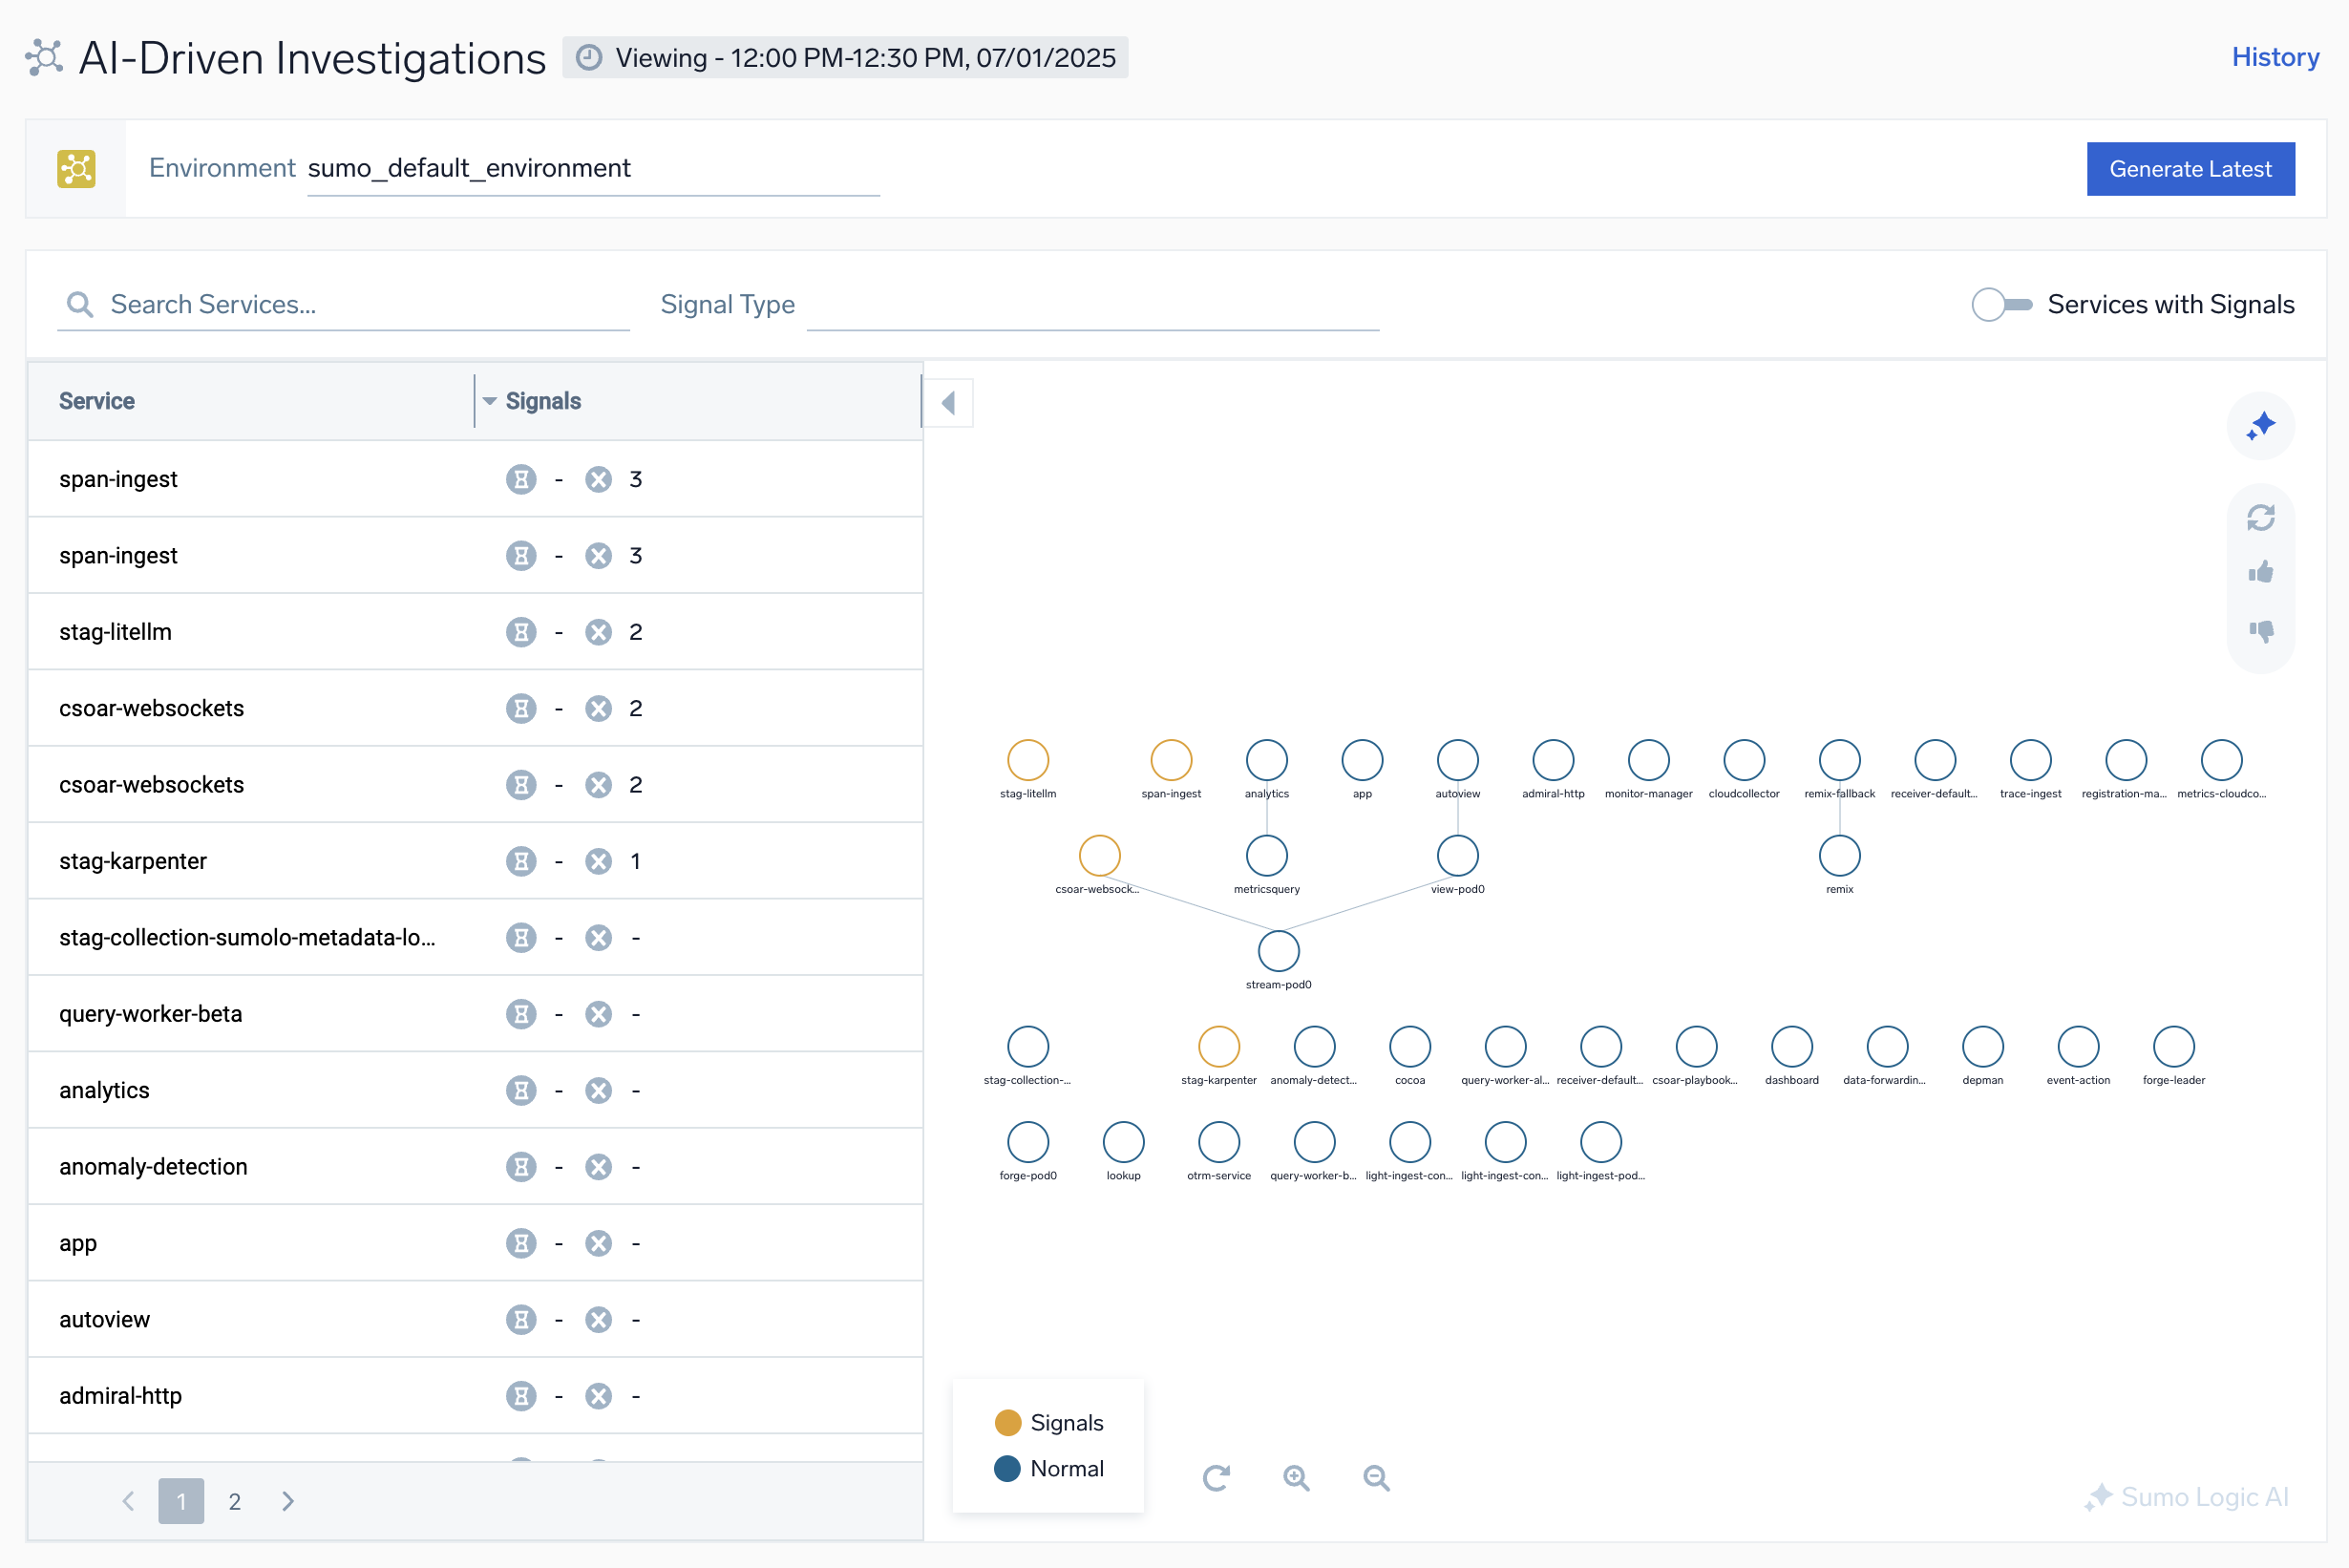 AI-Driven Investigations
Viewing - 12:00 PM-12:30 PM, 07/01/2025
History
Environment sumo_default_environment
Generate Latest
Search Services...
Signal Type
Services with Signals
Service
Signals
span-ingest - 3
span-ingest - 3
stag-litellm - 2
csoar-websockets - 2
csoar-websockets - 2
stag-karpenter - 1
stag-collection-sumolo-metadata-lo... - -
query-worker-beta - -
analytics - -
anomaly-detection - -
app - -
autoview - -
admiral-http - -
1 2
stag-litellm span-ingest analytics app autoview admiral-http monitor-manager cloudcollector remix-fallback receiver-default... trace-ingest registration-ma... metrics-cloudco...
csoar-websock... metricsquery view-pod0 remix
stream-pod0
stag-collection-... stag-karpenter anomaly-detect... cocoa query-worker-al... receiver-default... csoar-playbook... dashboard data-forwardin... depman event-action forge-leader
forge-pod0 lookup otrm-service query-worker-b... light-ingest-con... light-ingest-con... light-ingest-pod...
Signals
Normal
Sumo Logic AI